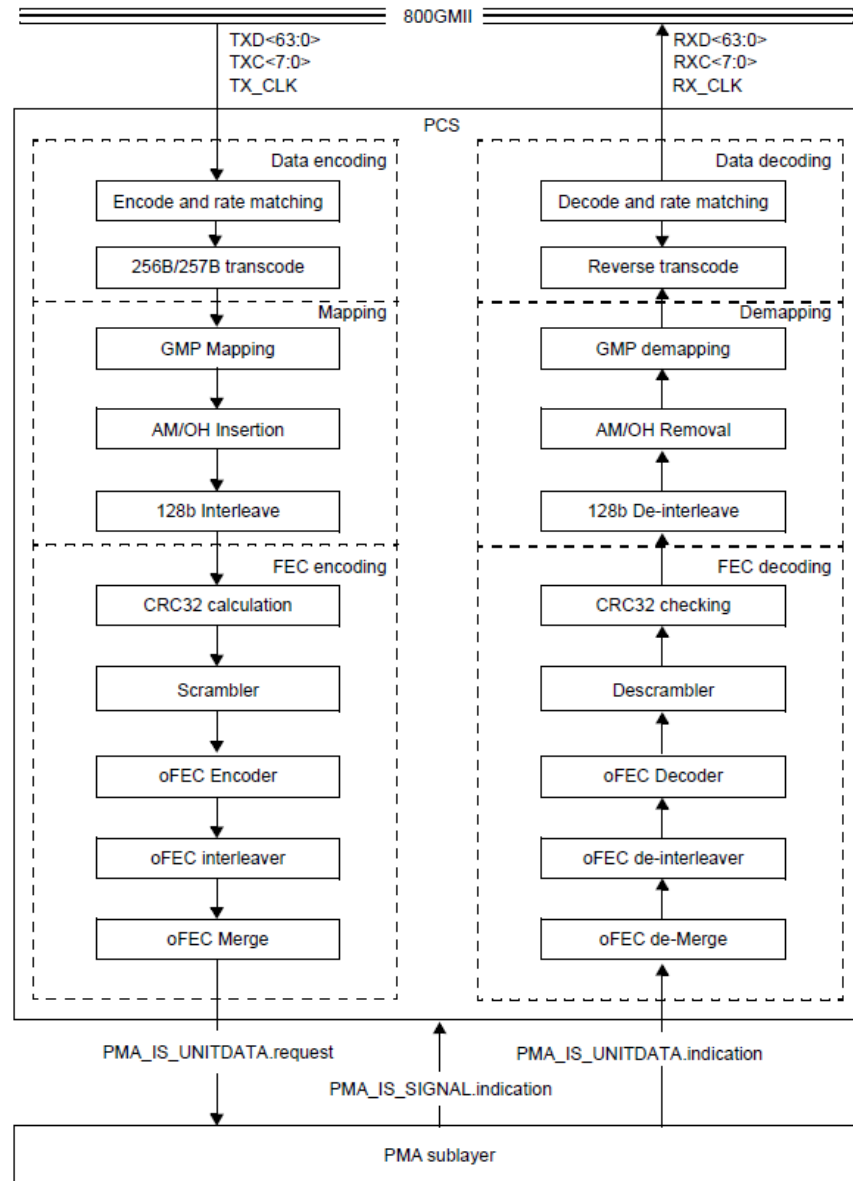 800GMII
TXD<63:0>
TXC<7:0>
TX_CLK
RXD<63:0>
RXC<7:0>
RX_CLK
PCS
Data encoding
Encode and rate matching
256B/257B transcode
Mapping
GMP Mapping
AM/OH Insertion
128b Interleave
FEC encoding
CRC32 calculation
Scrambler
oFEC Encoder
oFEC interleaver
oFEC Merge
Data decoding
Decode and rate matching
Reverse transcode
Demapping
GMP demapping
AM/OH Removal
128b De-interleave
FEC decoding
CRC32 checking
Descrambler
oFEC Decoder
oFEC de-interleaver
oFEC de-Merge
PMA_IS_UNITDATA.request
PMA_IS_SIGNAL.indication
PMA_IS_UNITDATA.indication
PMA sublayer